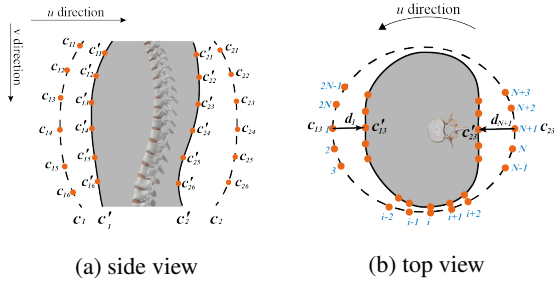 u direction
v direction
c11 c'11 c'21 c21
c12 c'12 c'22 c22
c13 c'13 c'23 c23
c14 c'14 c'24 c24
c15 c'15 c'25 c25
c16 c'16 c'26 c26
c1 c'1 c'2 c2
(a) side view
u direction
2N-1 N+3
2N N+2
c13 1 d1 c'13 c'23 dN+1 N+1 c23
2 N
3 N-1
i-2 i-1 i i+1 i+2
(b) top view